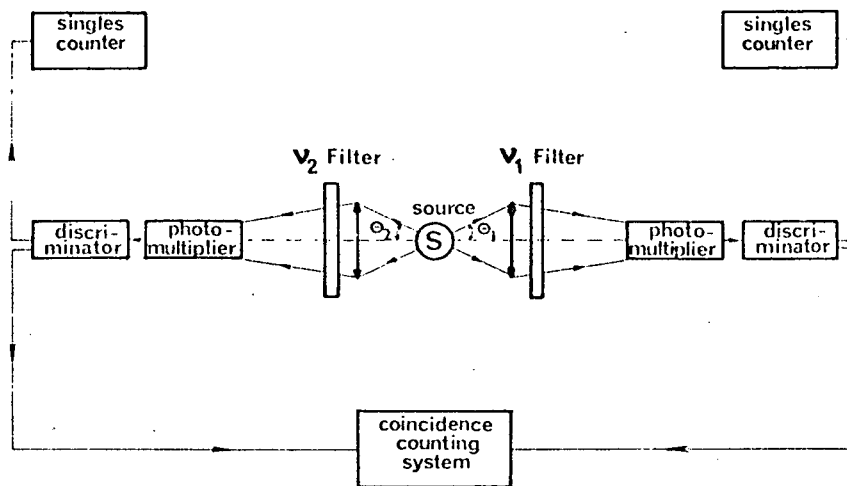 singles
counter
singles
counter
ν₂ Filter
ν₁ Filter
source
discri-
minator
photo-
multiplier
Θ₂
S
Θ₁
photo-
multiplier
discri-
minator
coincidence
counting
system